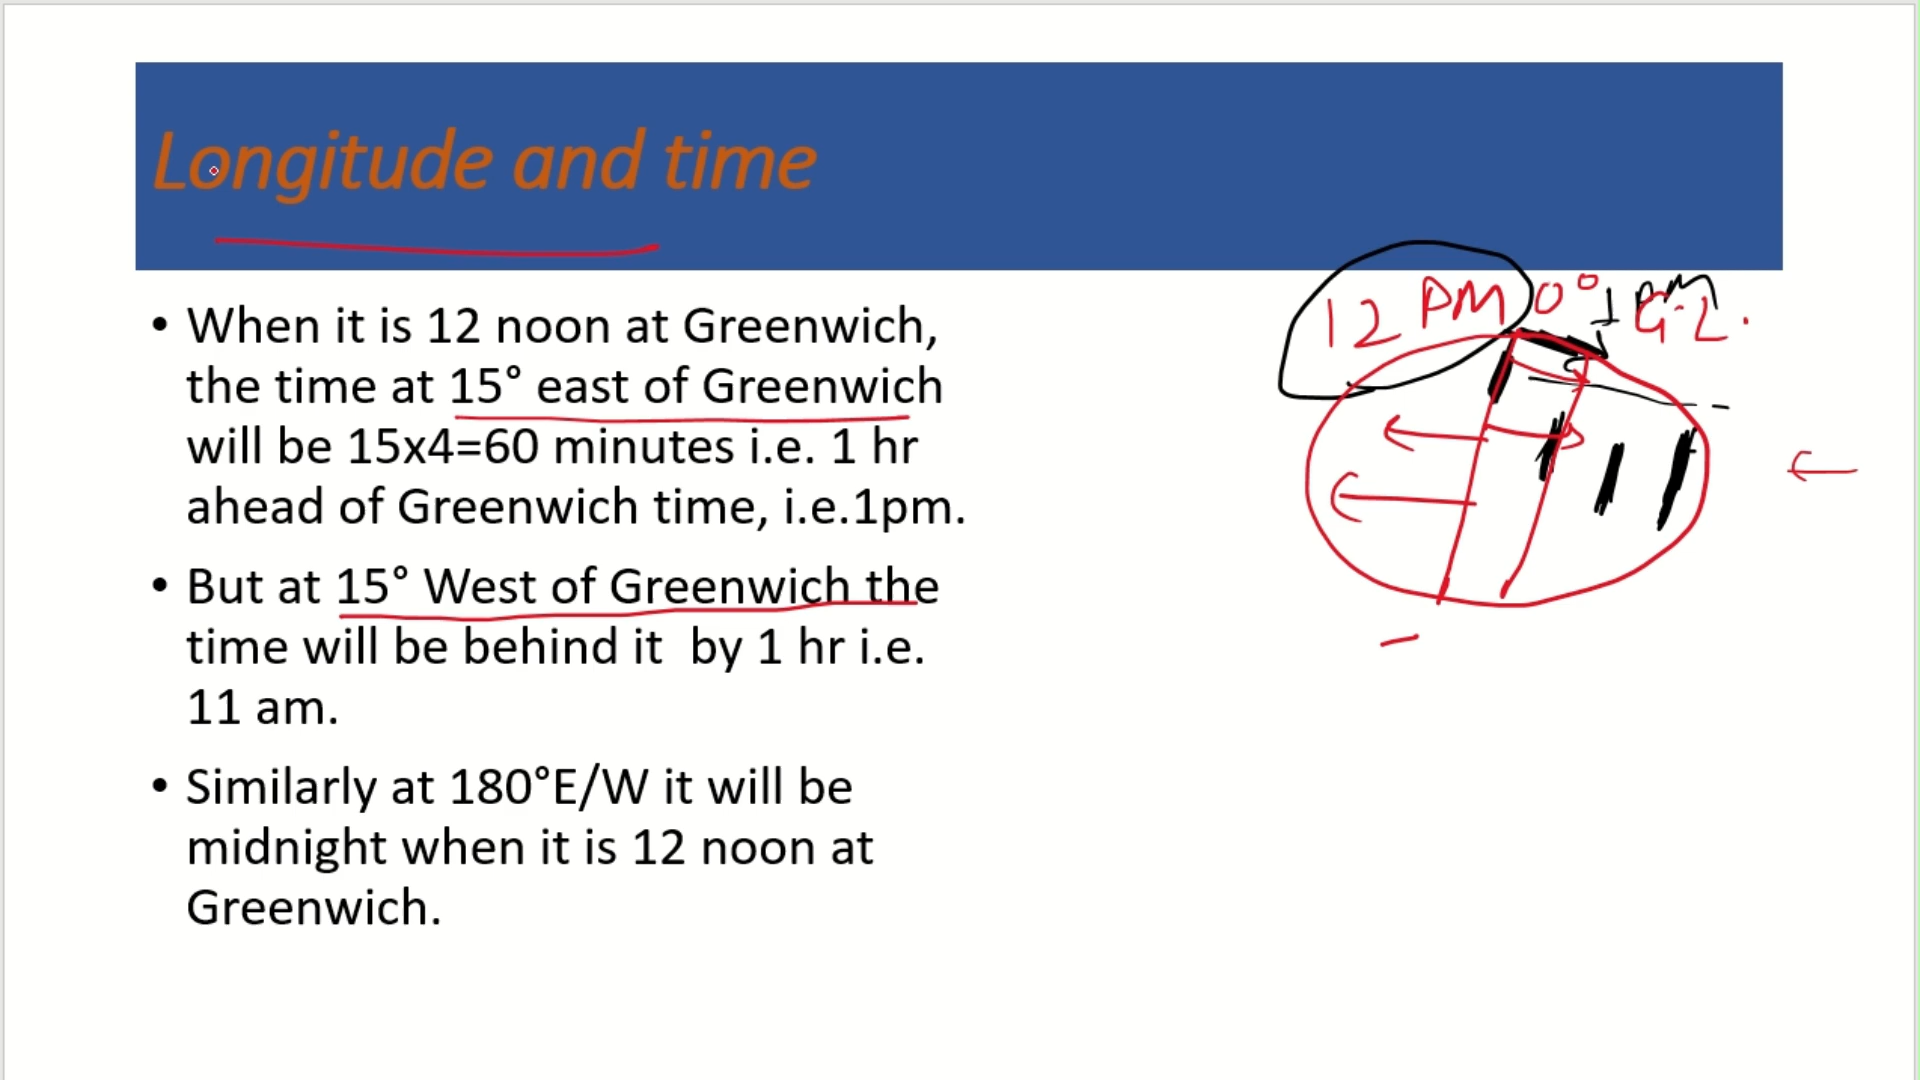 Longitude and time
12 PM 0° 1 pm
G.L.
• When it is 12 noon at Greenwich,
the time at 15° east of Greenwich
will be 15x4=60 minutes i.e. 1 hr
ahead of Greenwich time, i.e.1pm.
• But at 15° West of Greenwich the
time will be behind it  by 1 hr i.e.
11 am.
• Similarly at 180°E/W it will be
midnight when it is 12 noon at
Greenwich.